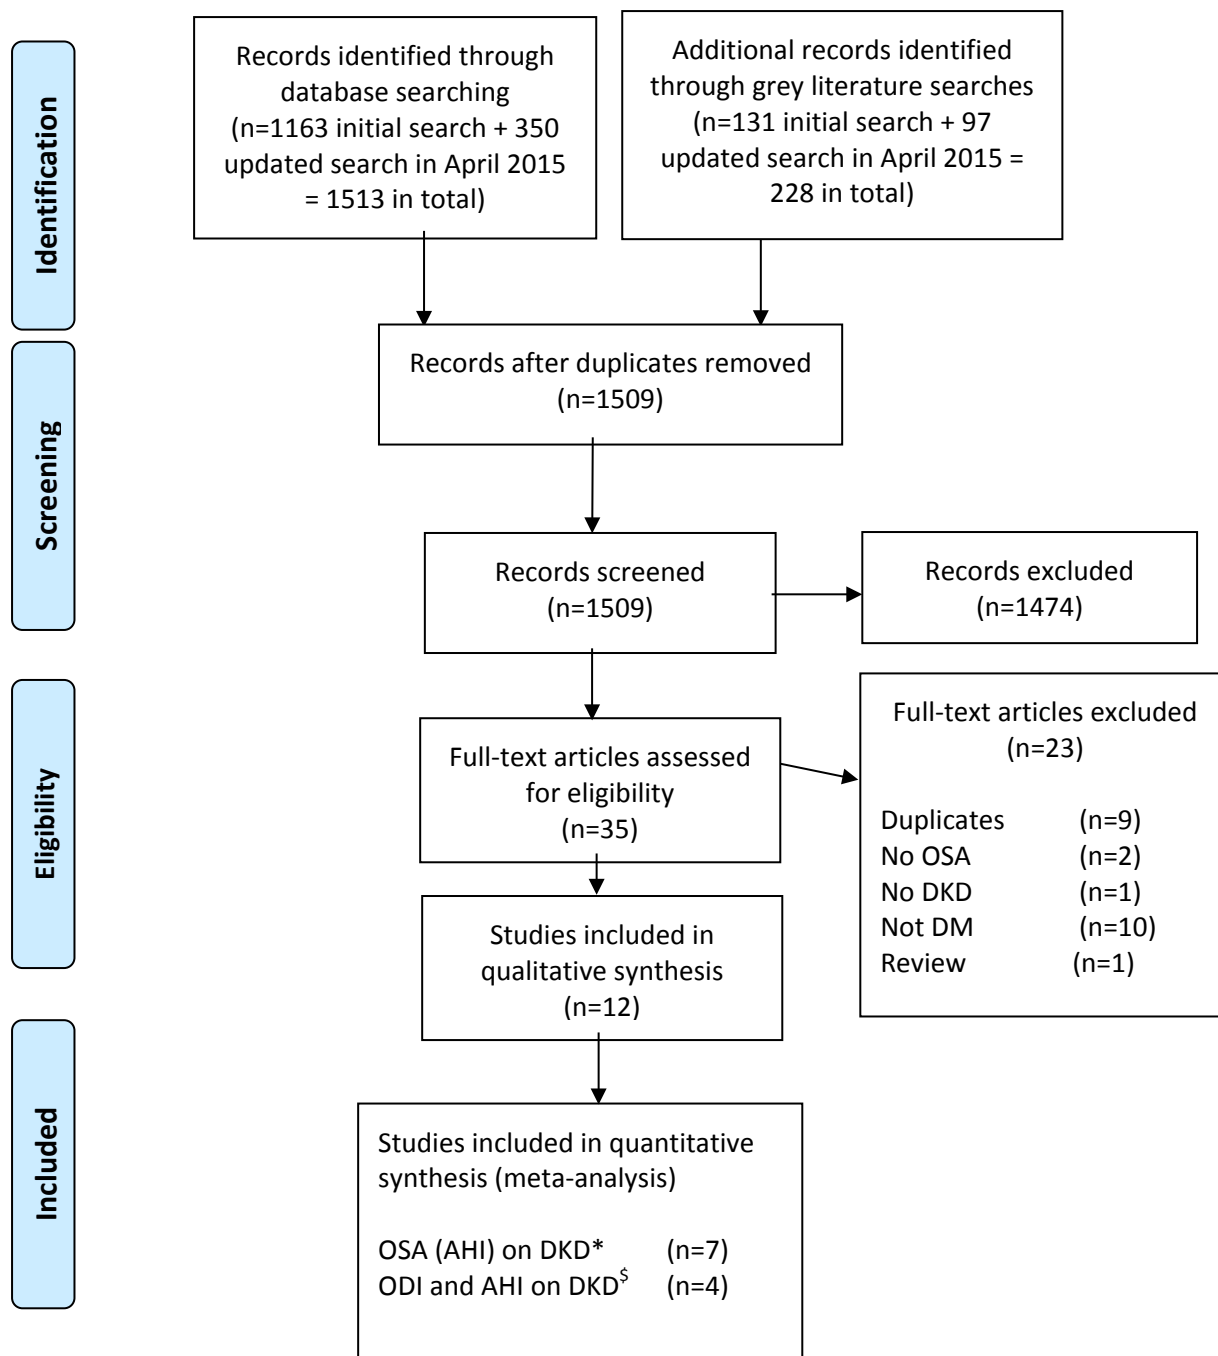 Identification
Records identified through
database searching
(n=1163 initial search + 350
updated search in April 2015
= 1513 in total)
Additional records identified
through grey literature searches
(n=131 initial search + 97
updated search in April 2015 =
228 in total)
Screening
Records after duplicates removed
(n=1509)
Records screened
(n=1509)
Records excluded
(n=1474)
Eligibility
Full-text articles assessed
for eligibility
(n=35)
Full-text articles excluded
(n=23)
Duplicates (n=9)
No OSA (n=2)
No DKD (n=1)
Not DM (n=10)
Review (n=1)
Studies included in
qualitative synthesis
(n=12)
Included
Studies included in quantitative
synthesis (meta-analysis)
OSA (AHI) on DKD* (n=7)
ODI and AHI on DKD$ (n=4)